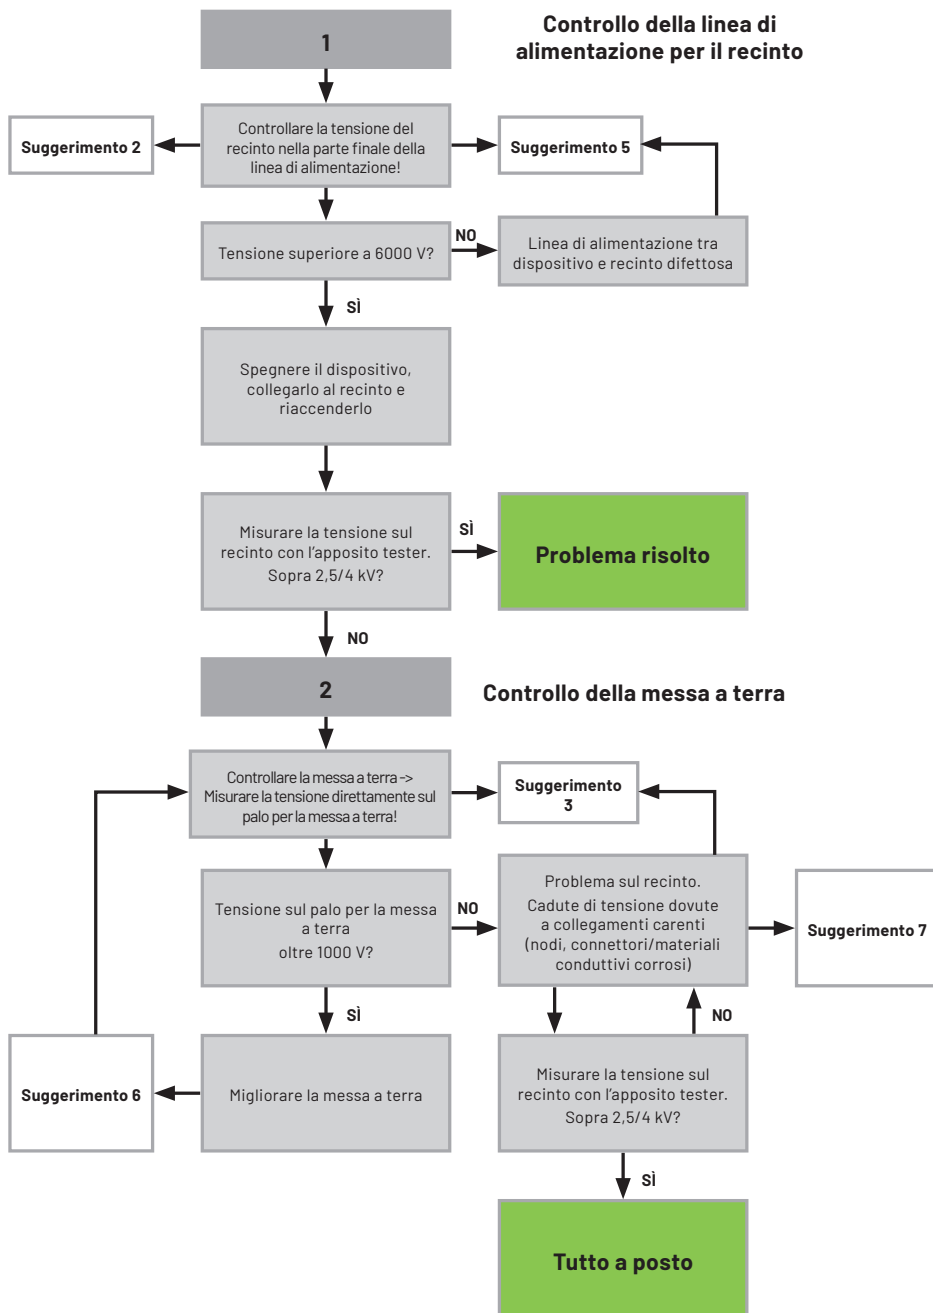 1
Controllo della linea di
alimentazione per il recinto
Suggerimento 2
Controllare la tensione del
recinto nella parte finale della
linea di alimentazione!
Suggerimento 5
Tensione superiore a 6000 V?
NO
Linea di alimentazione tra
dispositivo e recinto difettosa
SÌ
Spegnere il dispositivo,
collegarlo al recinto e
riaccenderlo
Misurare la tensione sul
recinto con l'apposito tester.
Sopra 2,5/4 kV?
SÌ
Problema risolto
NO
2
Controllo della messa a terra
Controllare la messa a terra ->
Misurare la tensione direttamente sul
palo per la messa a terra!
Suggerimento
3
Tensione sul palo per la messa
a terra
oltre 1000 V?
NO
Problema sul recinto.
Cadute di tensione dovute
a collegamenti carenti
(nodi, connettori/materiali
conduttivi corrosi)
Suggerimento 7
SÌ
NO
Suggerimento 6
Migliorare la messa a terra
Misurare la tensione sul
recinto con l'apposito tester.
Sopra 2,5/4 kV?
SÌ
Tutto a posto